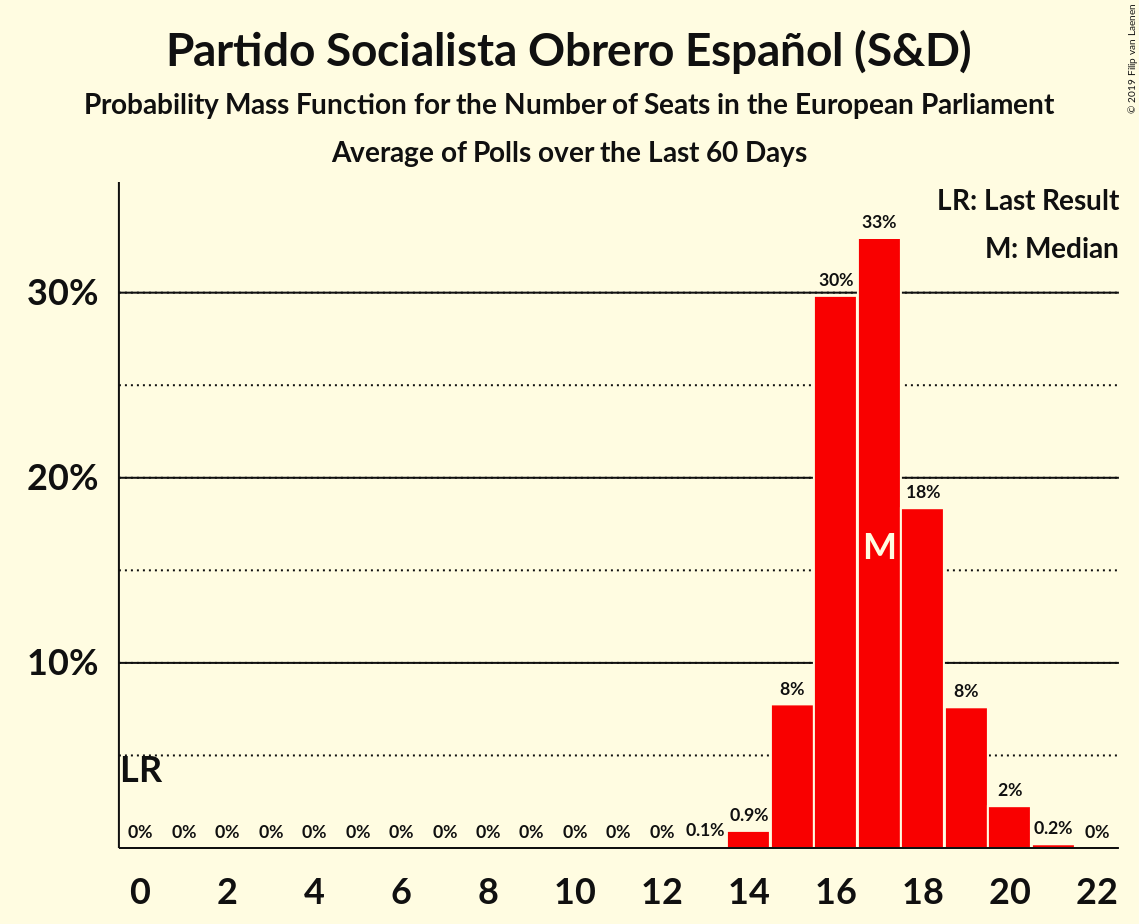 Partido Socialista Obrero Español (S&D)
Probability Mass Function for the Number of Seats in the European Parliament
Average of Polls over the Last 60 Days
© 2019 Filip van Laenen
LR: Last Result
M: Median
33%
30%
30%
20%
18%
M
10%
8%
8%
LR
2%
0.9%
0% 0% 0% 0% 0% 0% 0% 0% 0% 0% 0% 0% 0% 0.1% 0.2% 0%
0 2 4 6 8 10 12 14 16 18 20 22